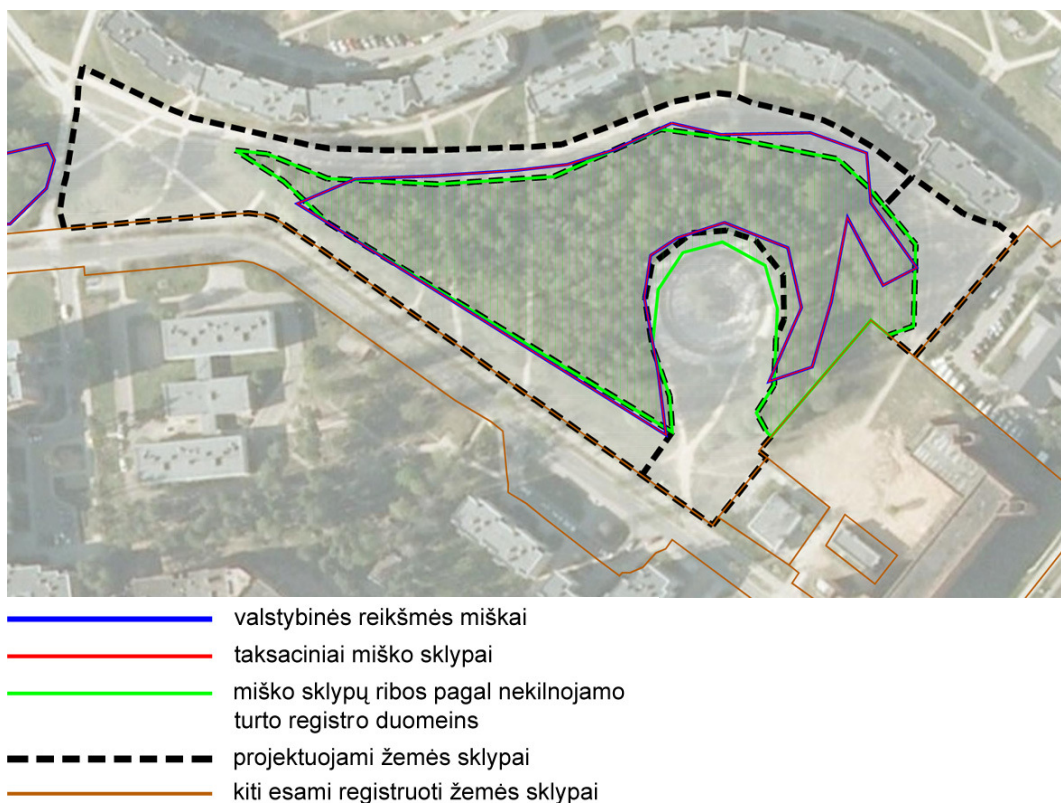 valstybinės reikšmės miškai
taksaciniai miško sklypai
miško sklypų ribos pagal nekilnojamo
turto registro duomeins
projektuojami žemės sklypai
kiti esami registruoti žemės sklypai